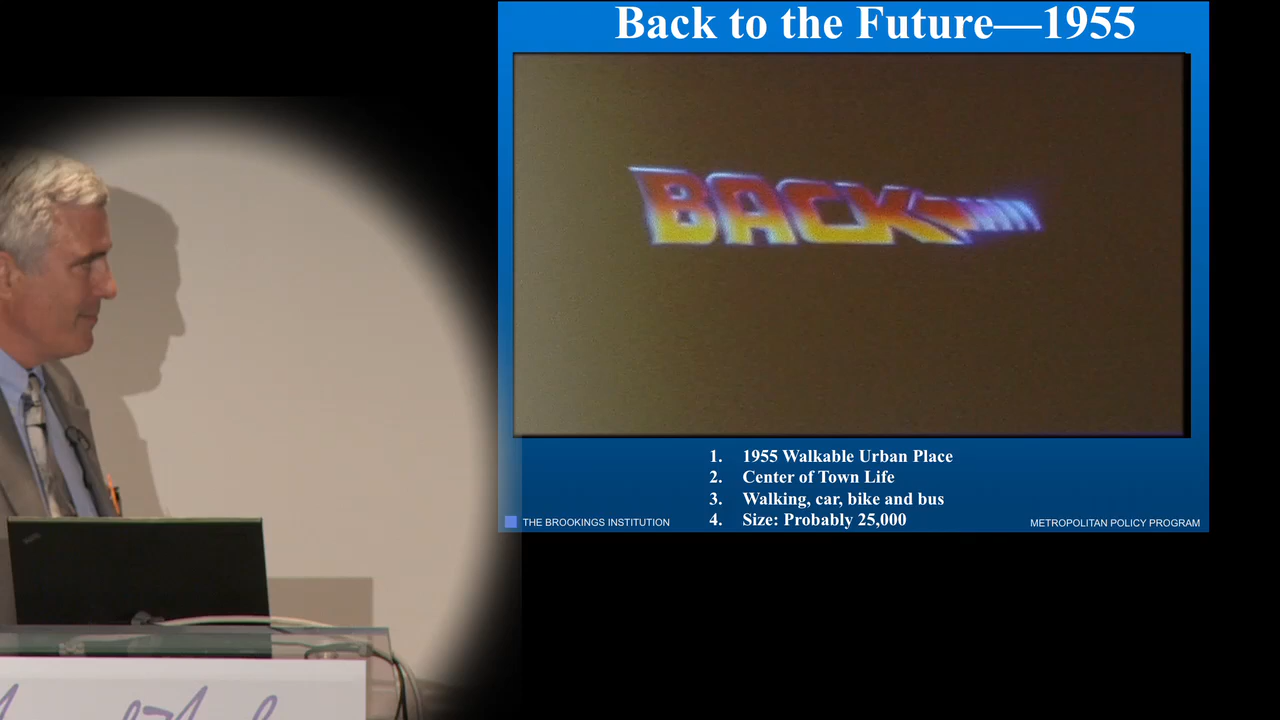 Back to the Future—1955
BACK
1. 1955 Walkable Urban Place
2. Center of Town Life
3. Walking, car, bike and bus
4. Size: Probably 25,000
THE BROOKINGS INSTITUTION
METROPOLITAN POLICY PROGRAM